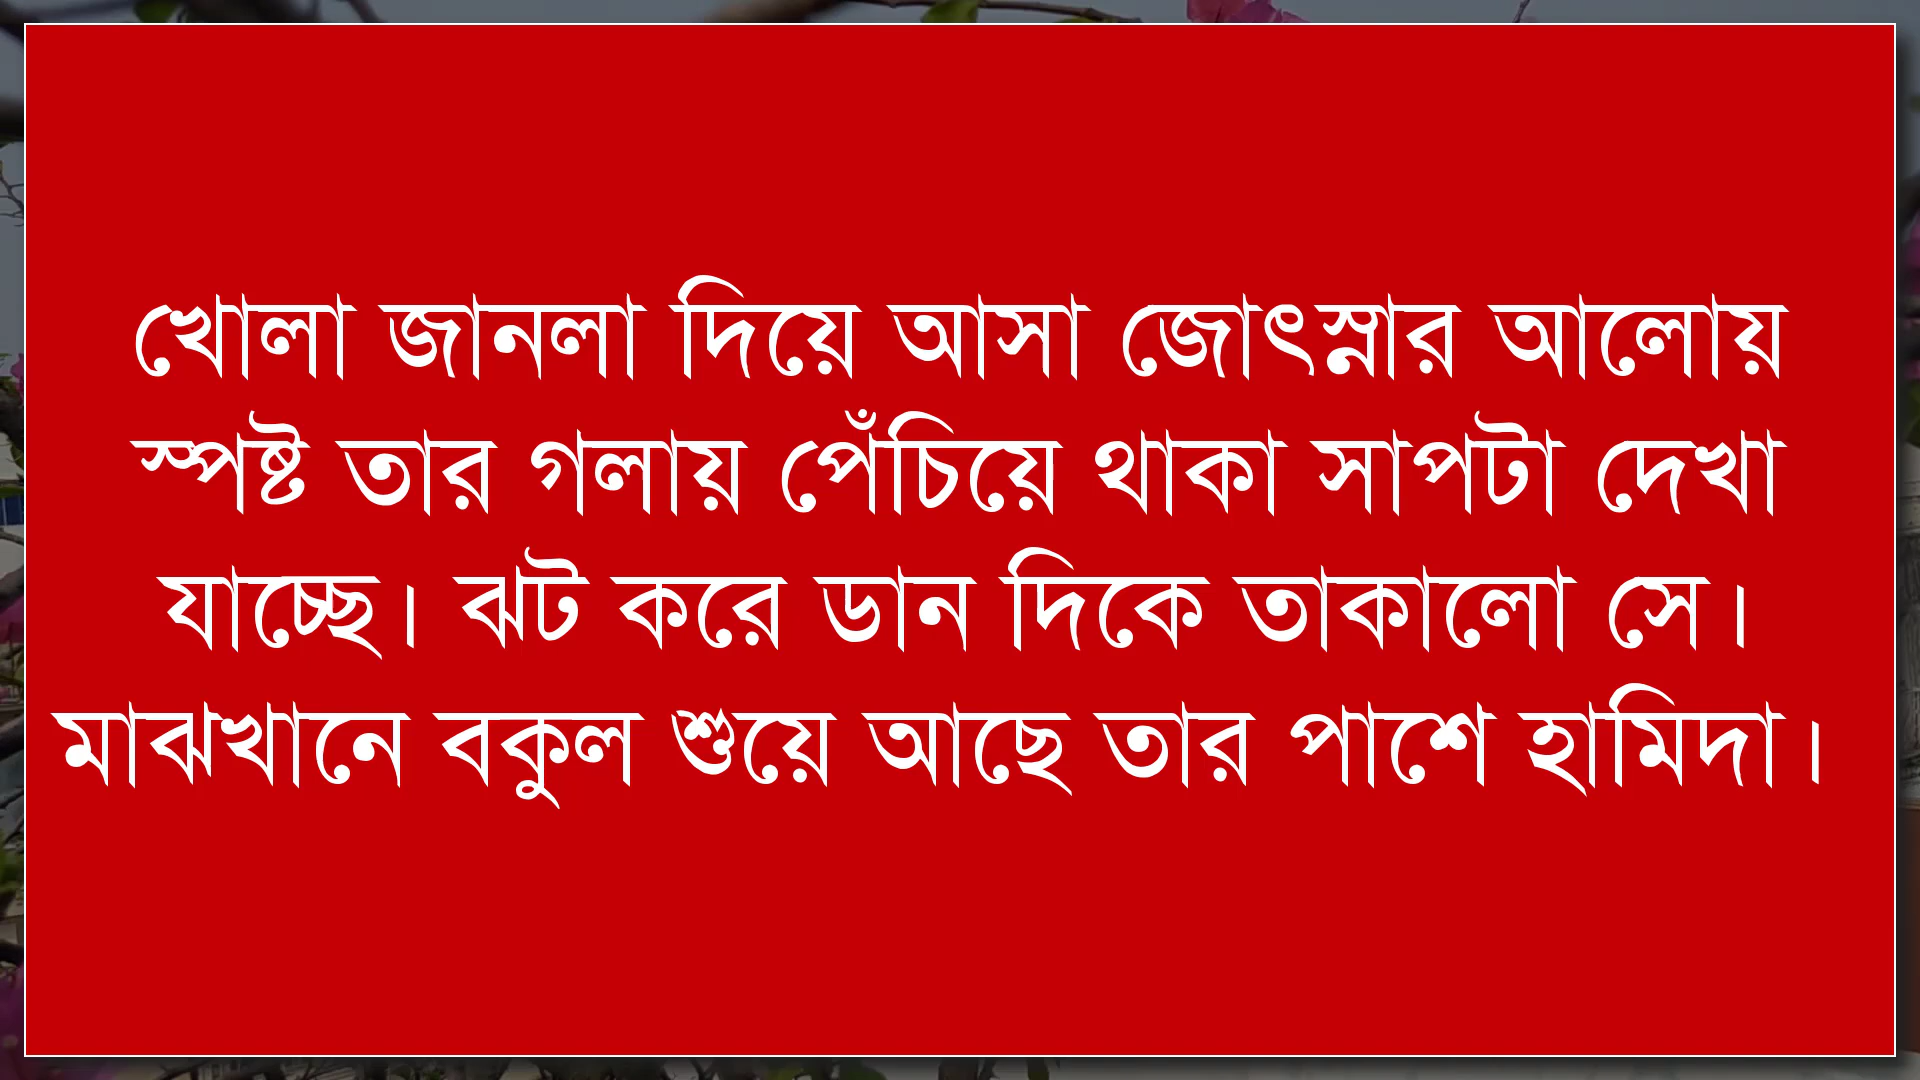 খোলা জানলা দিয়ে আসা জোৎস্নার আলোয়
স্পষ্ট তার গলায় পেঁচিয়ে থাকা সাপটা দেখা
যাচ্ছে। ঝট করে ডান দিকে তাকালো সে।
মাঝখানে বকুল শুয়ে আছে তার পাশে হামিদা।